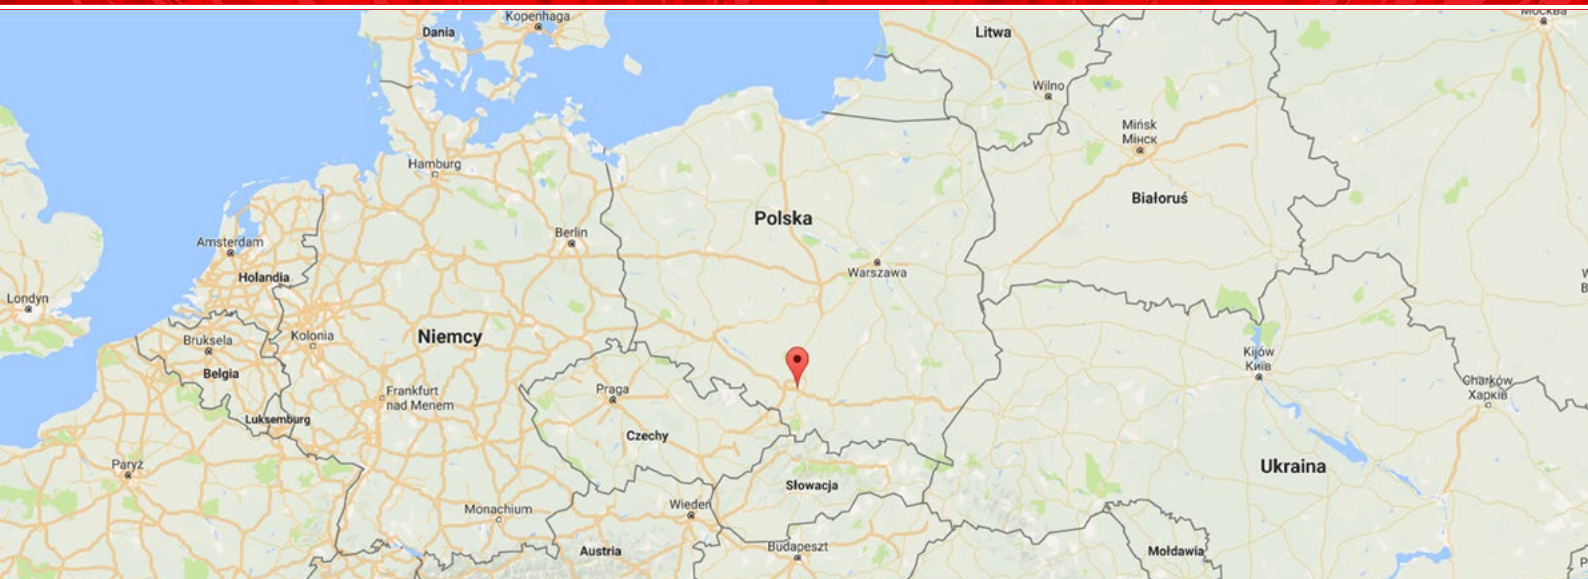 Kopenhaga
Dania
Litwa
Москва
Wilno
Mińsk
Мінск
Hamburg
Białoruś
Polska
Berlin
Amsterdam
Warszawa
Holandia
Londyn
Kolonia
Niemcy
Bruksela
Belgia
Kijów
Київ
Praga
Frankfurt
nad Menem
Charków
Харків
Luksemburg
Czechy
Paryż
Ukraina
Słowacja
Monachium
Wiedeń
Austria
Budapeszt
Mołdawia